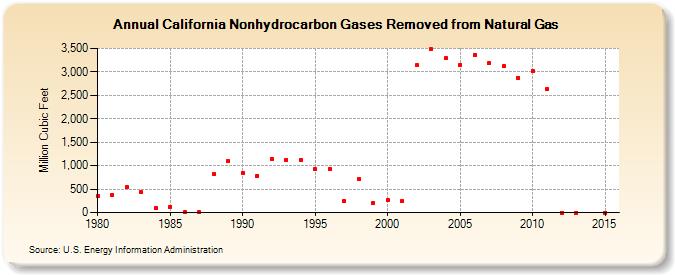 Annual California Nonhydrocarbon Gases Removed from Natural Gas
Million Cubic Feet
3,500
3,000
2,500
2,000
1,500
1,000
500
0
1980 1985 1990 1995 2000 2005 2010 2015
Source: U.S. Energy Information Administration